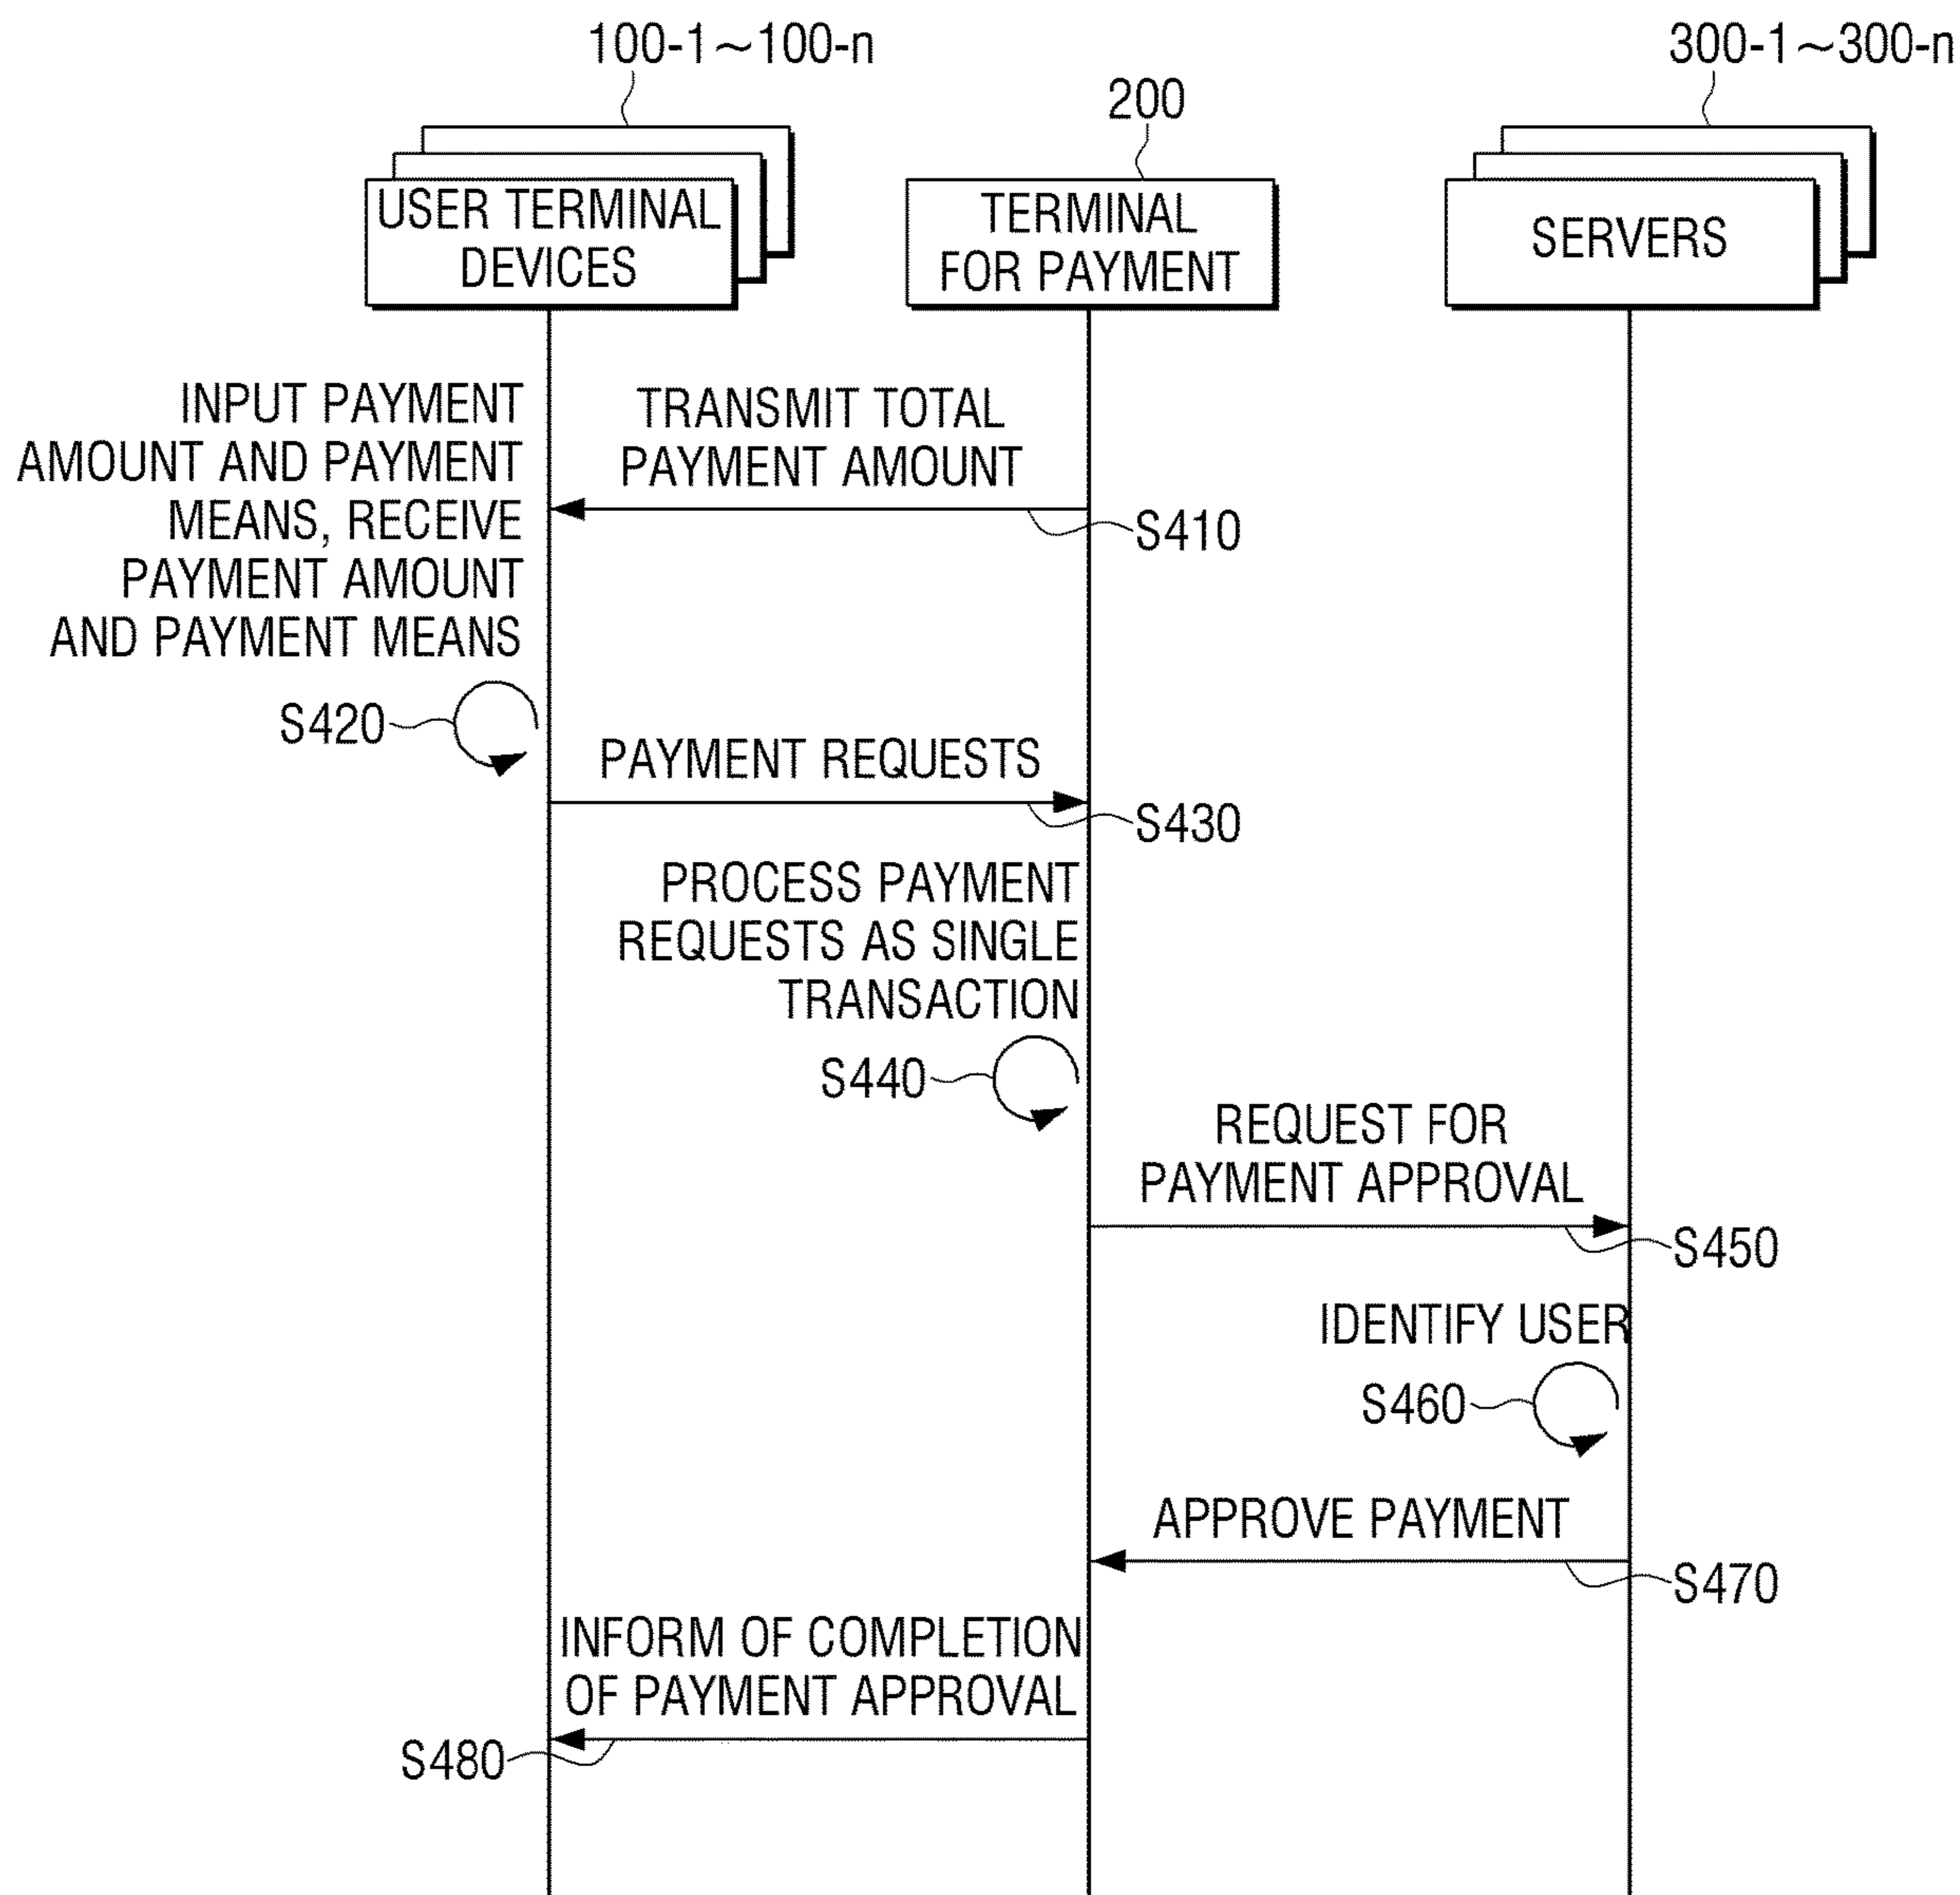 100-1~100-n
200
300-1~300-n
USER TERMINAL
DEVICES
TERMINAL
FOR PAYMENT
SERVERS
INPUT PAYMENT
AMOUNT AND PAYMENT
MEANS, RECEIVE
PAYMENT AMOUNT
AND PAYMENT MEANS
TRANSMIT TOTAL
PAYMENT AMOUNT
S410
S420
PAYMENT REQUESTS
S430
PROCESS PAYMENT
REQUESTS AS SINGLE
TRANSACTION
S440
REQUEST FOR
PAYMENT APPROVAL
S450
IDENTIFY USER
S460
APPROVE PAYMENT
S470
INFORM OF COMPLETION
OF PAYMENT APPROVAL
S480